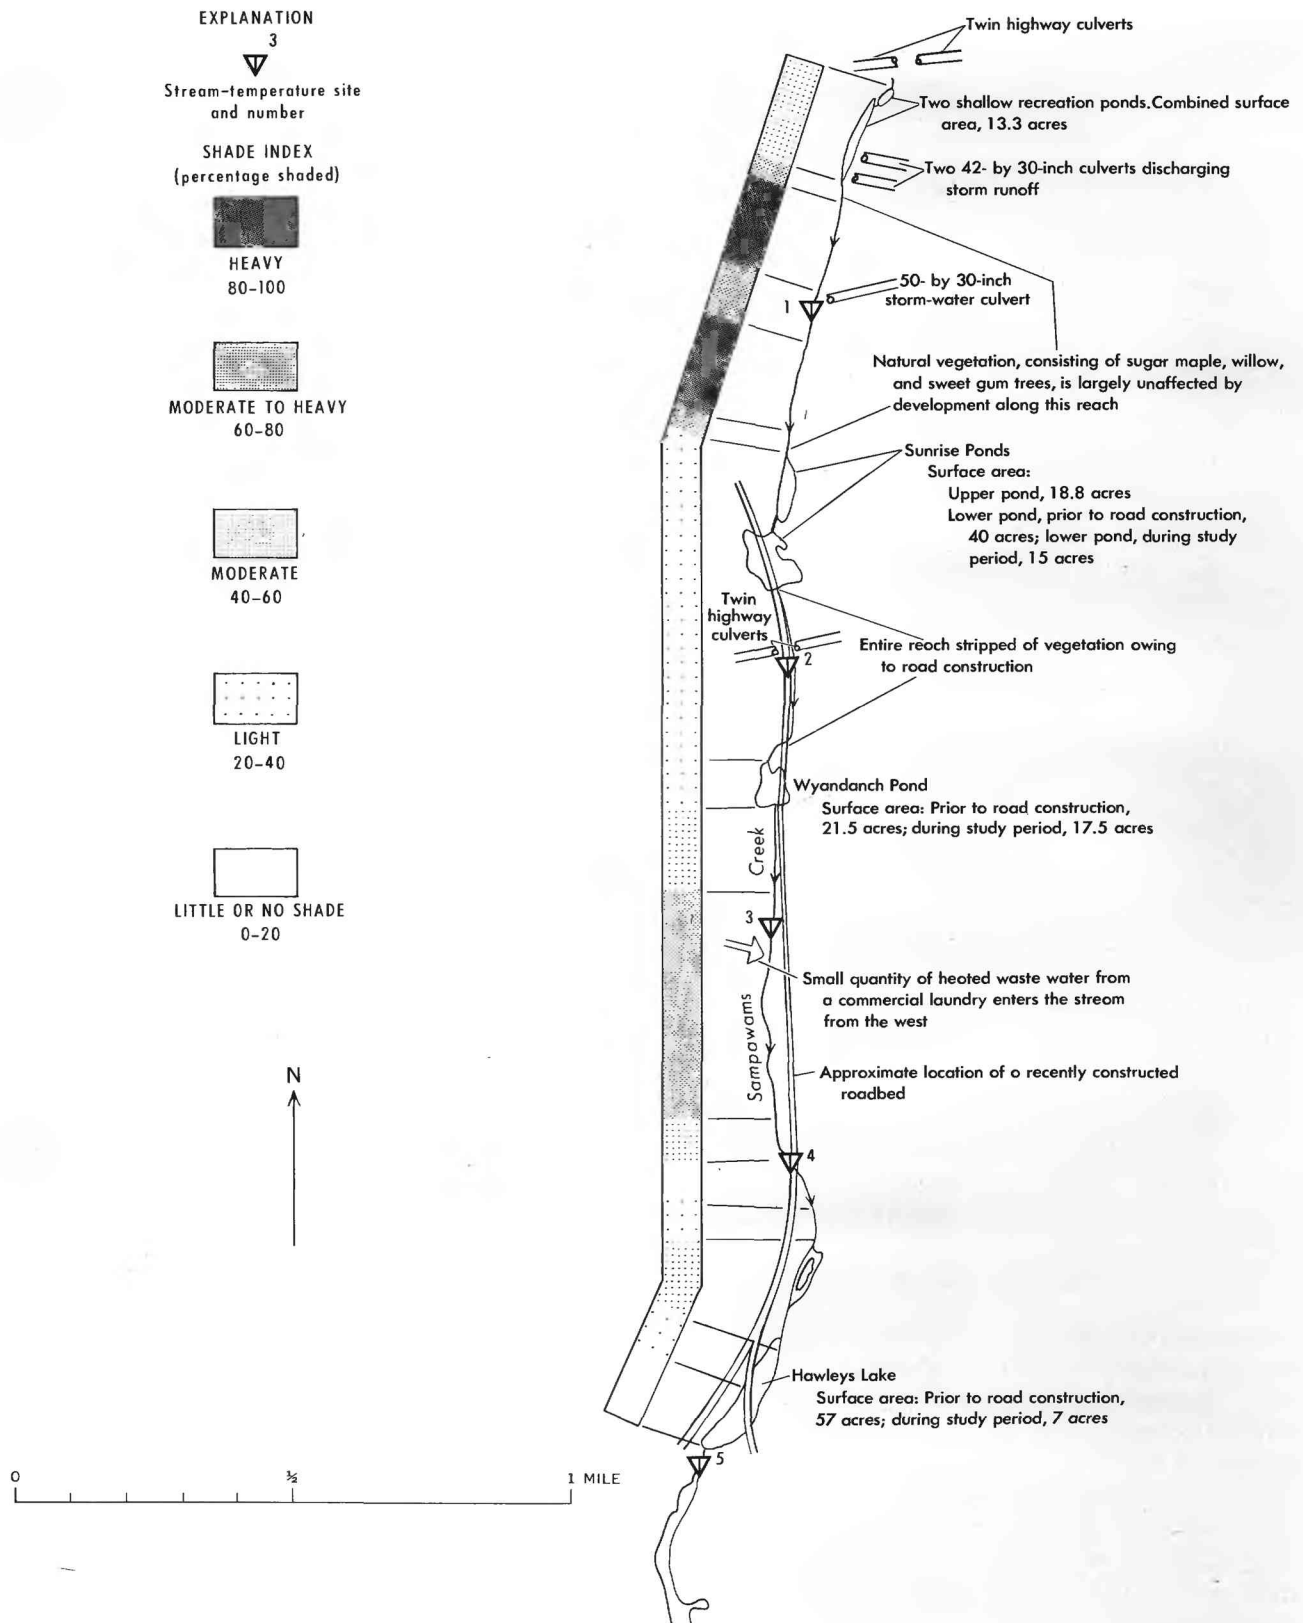 EXPLANATION
3
Stream-temperature site
and number
SHADE INDEX
(percentage shaded)
HEAVY
80-100
MODERATE TO HEAVY
60-80
MODERATE
40-60
LIGHT
20-40
LITTLE OR NO SHADE
0-20
N
0
½
1 MILE
Twin highway culverts
Two shallow recreation ponds. Combined surface
area, 13.3 acres
Two 42- by 30-inch culverts discharging
storm runoff
50- by 30-inch
storm-water culvert
1
Natural vegetation, consisting of sugar maple, willow,
and sweet gum trees, is largely unaffected by
development along this reach
Sunrise Ponds
Surface area:
Upper pond, 18.8 acres
Lower pond, prior to road construction,
40 acres; lower pond, during study
period, 15 acres
Twin
highway
culverts
2
Entire reoch stripped of vegetation owing
to road construction
Wyandanch Pond
Surface area: Prior to road construction,
21.5 acres; during study period, 17.5 acres
Creek
3
Small quantity of heoted waste water from
a commercial laundry enters the streom
from the west
Sampawams
Approximate location of o recently constructed
roadbed
4
Hawleys Lake
Surface area: Prior to road construction,
57 acres; during study period, 7 acres
5